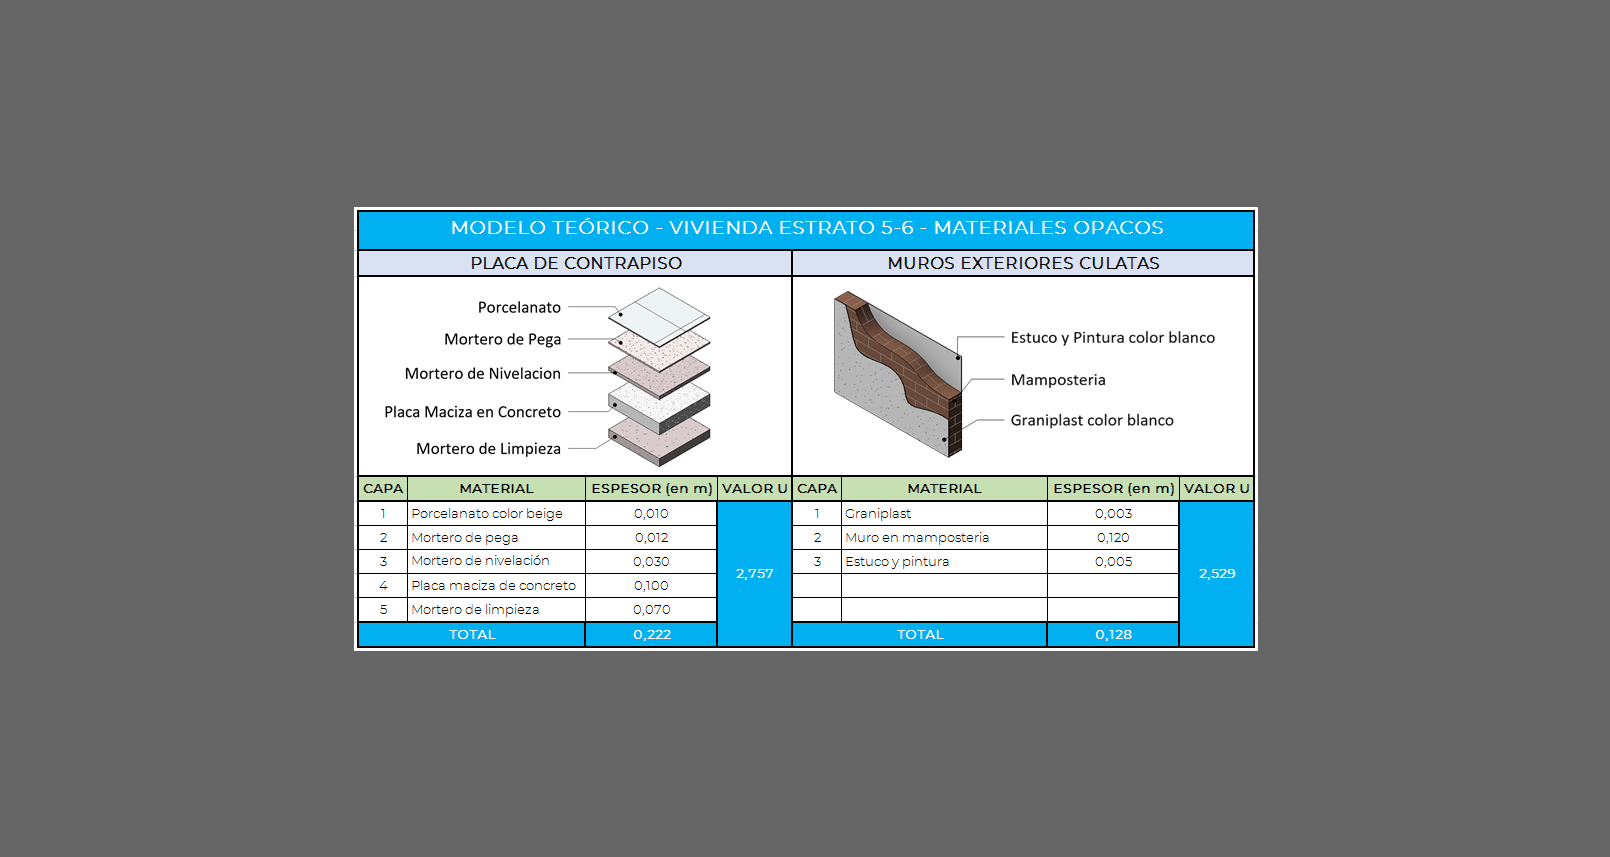 MODELO TEÓRICO - VIVIENDA ESTRATO 5-6 - MATERIALES OPACOS
PLACA DE CONTRAPISO
Porcelanato
Mortero de Pega
Mortero de Nivelacion
Placa Maciza en Concreto
Mortero de Limpieza
CAPA MATERIAL ESPESOR (en m) VALOR U
1 Porcelanato color beige 0,010
2 Mortero de pega 0,012
3 Mortero de nivelación 0,030
4 Placa maciza de concreto 0,100
5 Mortero de limpieza 0,070
2,757
TOTAL 0,222
MUROS EXTERIORES CULATAS
Estuco y Pintura color blanco
Mamposteria
Graniplast color blanco
CAPA MATERIAL ESPESOR (en m) VALOR U
1 Graniplast 0,003
2 Muro en mamposteria 0,120
3 Estuco y pintura 0,005
2,529
TOTAL 0,128